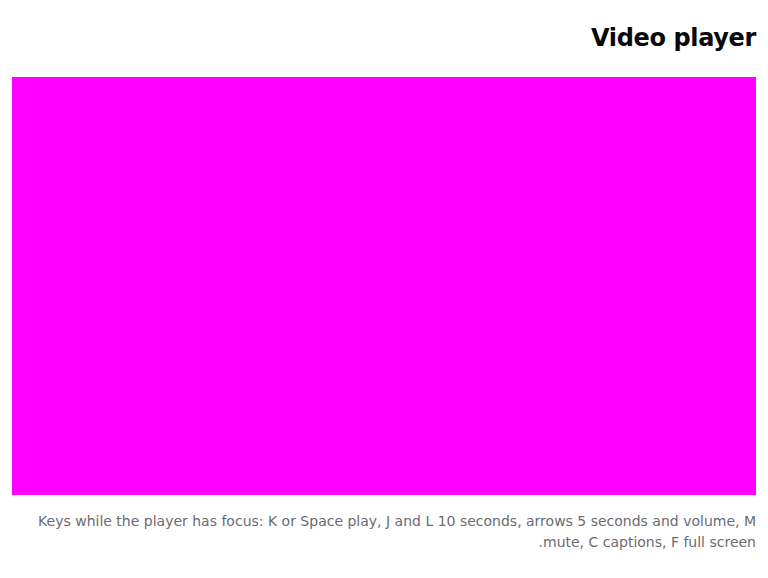 Video player
Keys while the player has focus: K or Space play, J and L 10 seconds, arrows 5 seconds and volume, M
.mute, C captions, F full screen